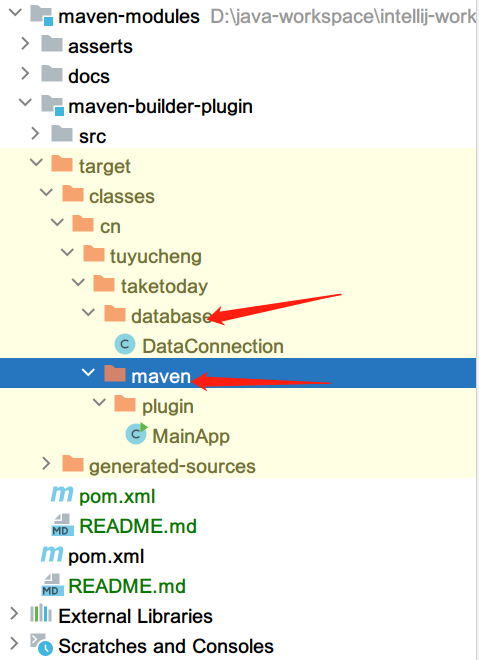 maven-modules D:\java-workspace\intellij-work
asserts
docs
maven-builder-plugin
src
target
classes
cn
tuyucheng
taketoday
database
C DataConnection
maven
plugin
C MainApp
generated-sources
m pom.xml
MD README.md
m pom.xml
MD README.md
External Libraries
Scratches and Consoles